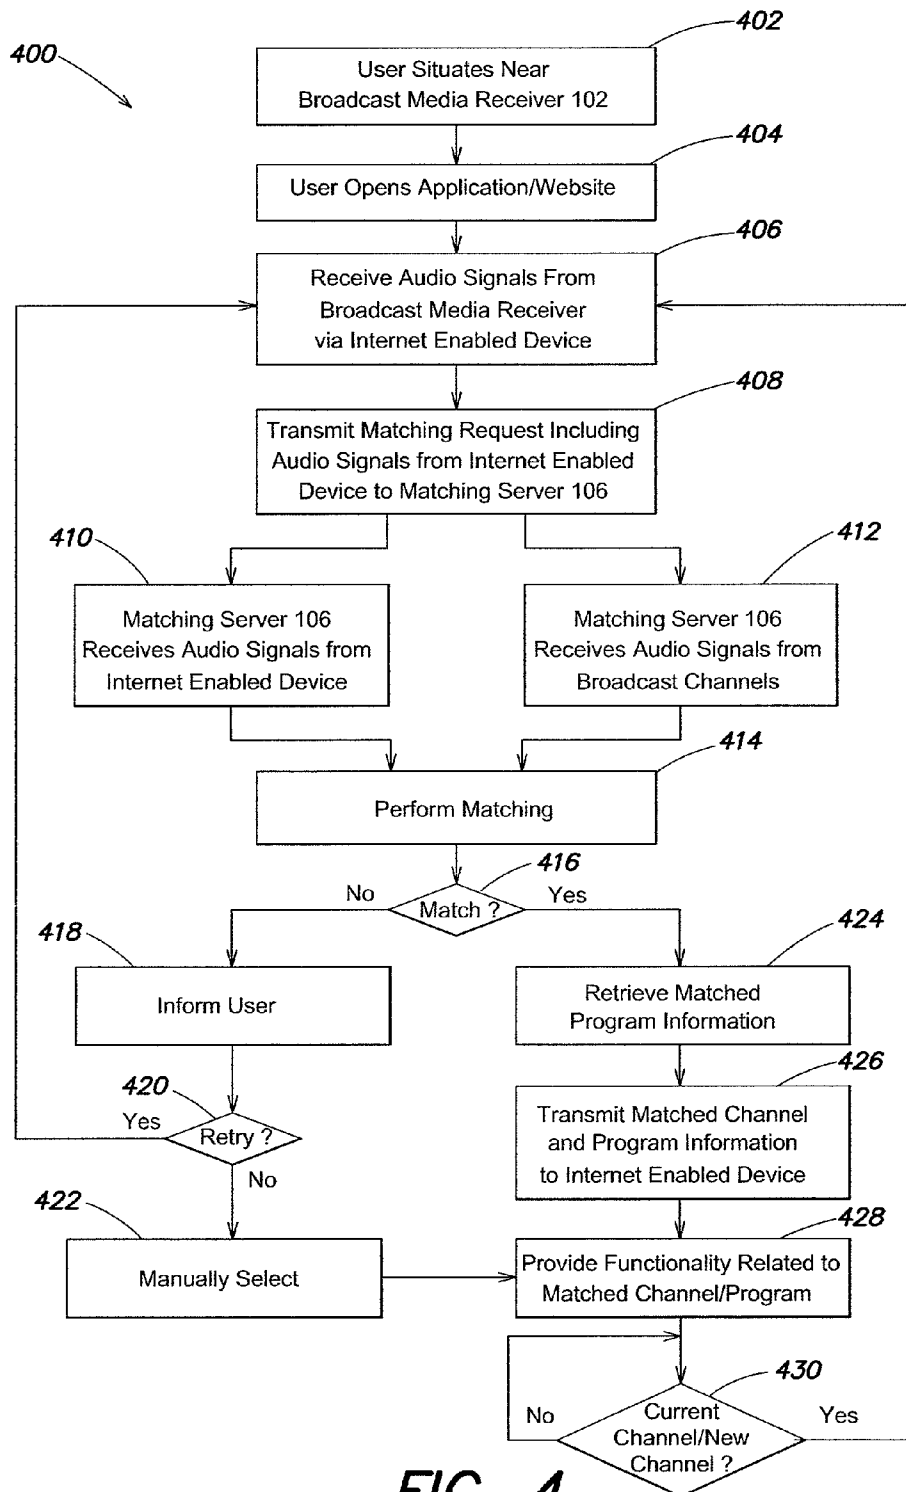 400
402
User Situates Near
Broadcast Media Receiver 102
404
User Opens Application/Website
406
Receive Audio Signals From
Broadcast Media Receiver
via Internet Enabled Device
408
Transmit Matching Request Including
Audio Signals from Internet Enabled
Device to Matching Server 106
410
Matching Server 106
Receives Audio Signals from
Internet Enabled Device
412
Matching Server 106
Receives Audio Signals from
Broadcast Channels
414
Perform Matching
416
No
Match ?
Yes
418
Inform User
424
Retrieve Matched
Program Information
420
Yes
Retry ?
No
426
Transmit Matched Channel
and Program Information
to Internet Enabled Device
422
Manually Select
428
Provide Functionality Related to
Matched Channel/Program
430
No
Current
Channel/New
Channel ?
Yes
FIG. 4